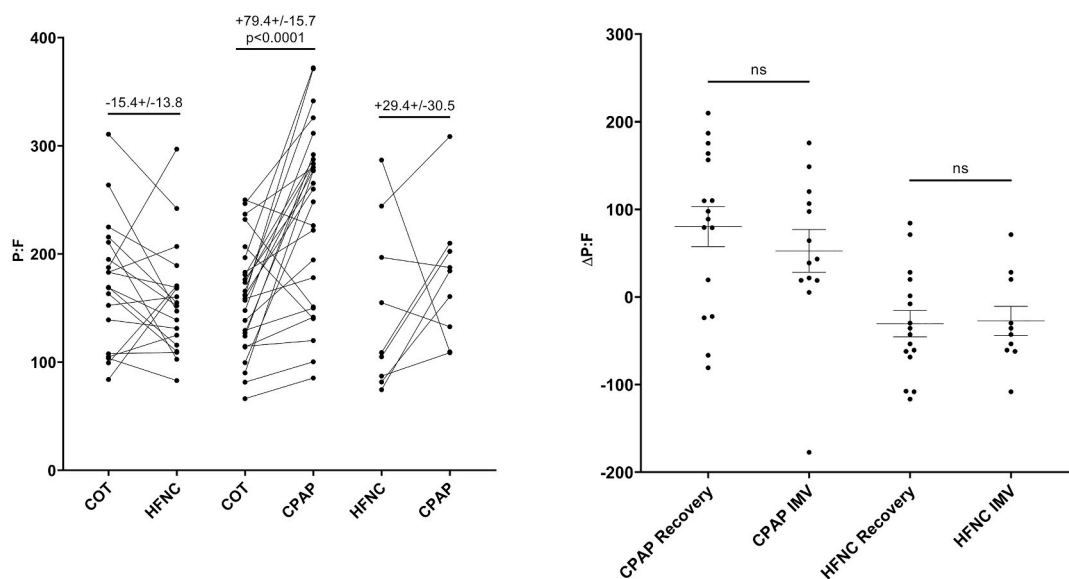 +79.4+/-15.7
p<0.0001
-15.4+/-13.8
+29.4+/-30.5
400
300
200
100
0
P:F
COT
HFNC
COT
CPAP
HFNC
CPAP
ns
ns
300
200
100
0
-100
-200
ΔP:F
CPAP Recovery
CPAP IMV
HFNC Recovery
HFNC IMV